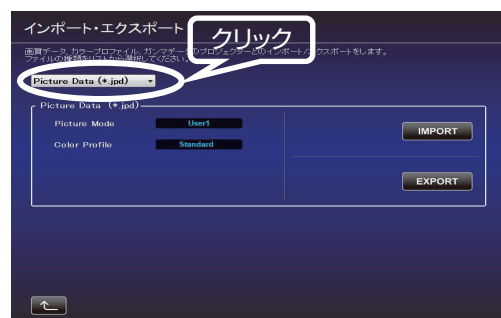 インポート・エクスポート
クリック
画質データ、カラープロファイル、ガンマデータのプロジェクターとのインポート/エクスポートをします。
ファイルの種類をリストから選択してください。
Picture Data (*.jpd)
Picture Data (*.jpd)
Picture Mode
User1
IMPORT
Color Profile
Standard
EXPORT